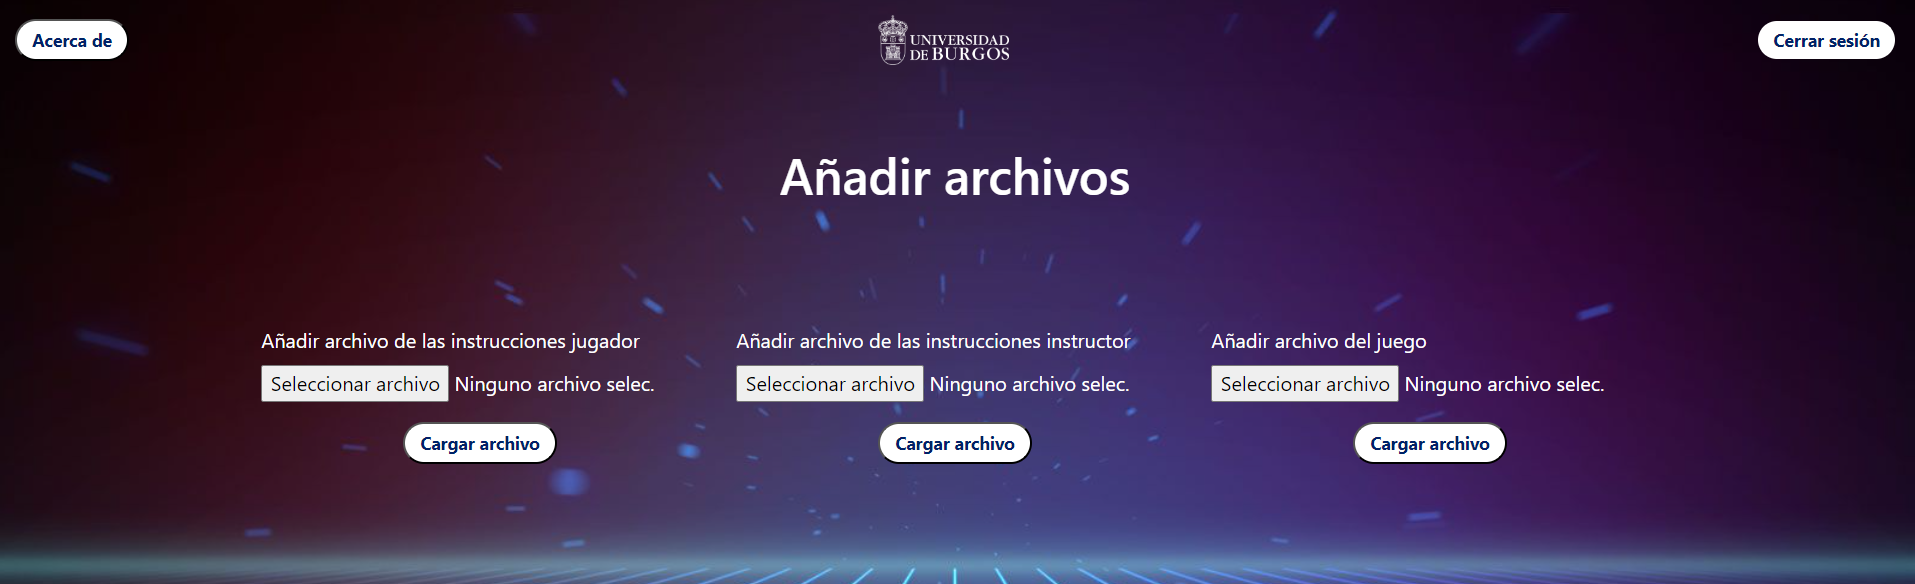 Acerca de
UNIVERSIDAD
DE BURGOS
Cerrar sesión
Añadir archivos
Añadir archivo de las instrucciones jugador
Seleccionar archivo Ninguno archivo selec.
Cargar archivo
Añadir archivo de las instrucciones instructor
Seleccionar archivo Ninguno archivo selec.
Cargar archivo
Añadir archivo del juego
Seleccionar archivo Ninguno archivo selec.
Cargar archivo